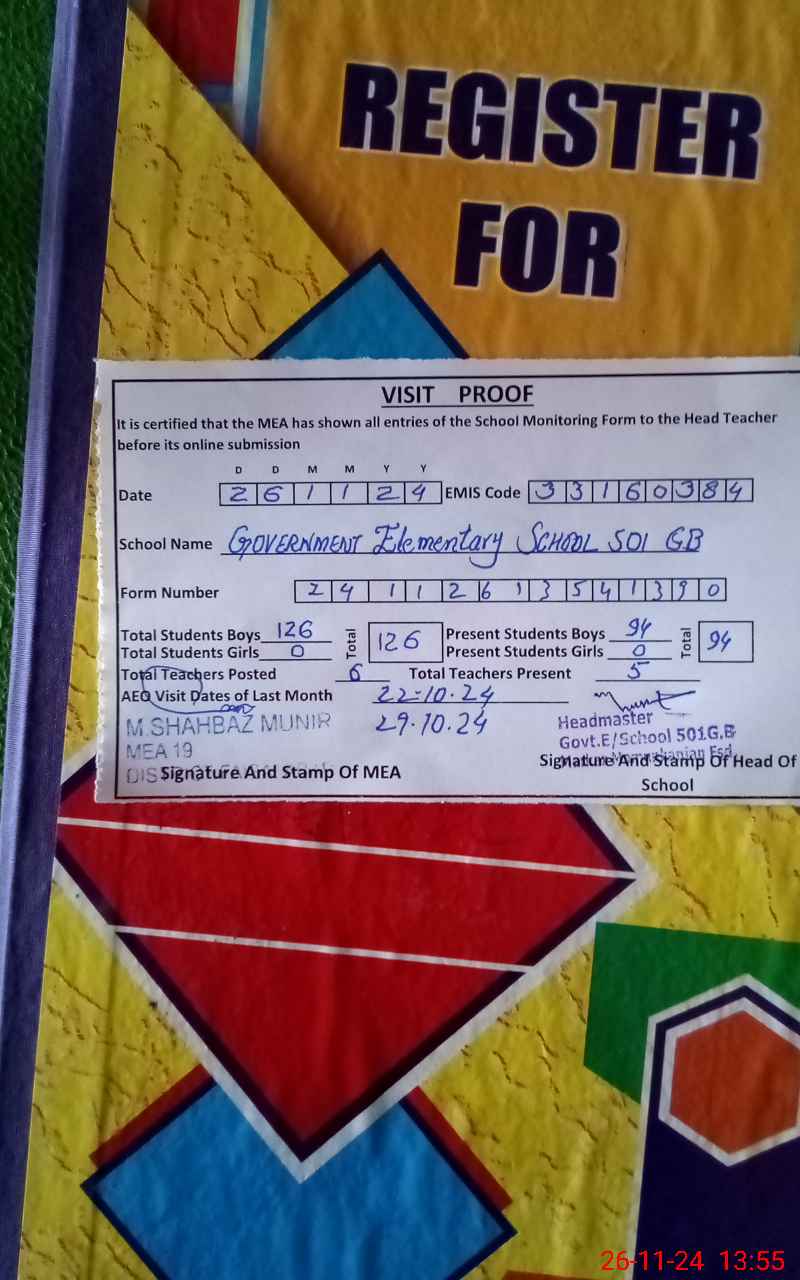 REGISTER
FOR
VISIT PROOF
It is certified that the MEA has shown all entries of the School Monitoring Form to the Head Teacher
before its online submission
D D M M Y Y
Date 2 6 1 1 2 4 EMIS Code 3 3 1 6 0 3 8 4
School Name GOVERNMENT Elementary SCHOOL 501 GB
Form Number 2 4 1 1 2 6 1 3 5 4 1 3 9 0
Total Students Boys 126 Total 126 Present Students Boys 94 Total 94
Total Students Girls 0 Present Students Girls 0
Total Teachers Posted 6 Total Teachers Present 5
AEO Visit Dates of Last Month 22-10-24
29.10.24
M.SHAHBAZ MUNIR
MEA 19
Headmaster
Govt.E/School 501G.B
Signature And Stamp Of MEA
Signature And Stamp Of Head Of
School
26-11-24 13:55